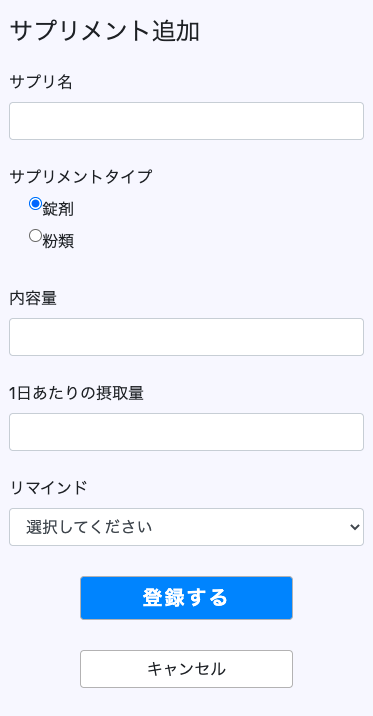 サプリメント追加
サプリ名
サプリメントタイプ
錠剤
粉類
内容量
1日あたりの摂取量
リマインド
選択してください
登録する
キャンセル